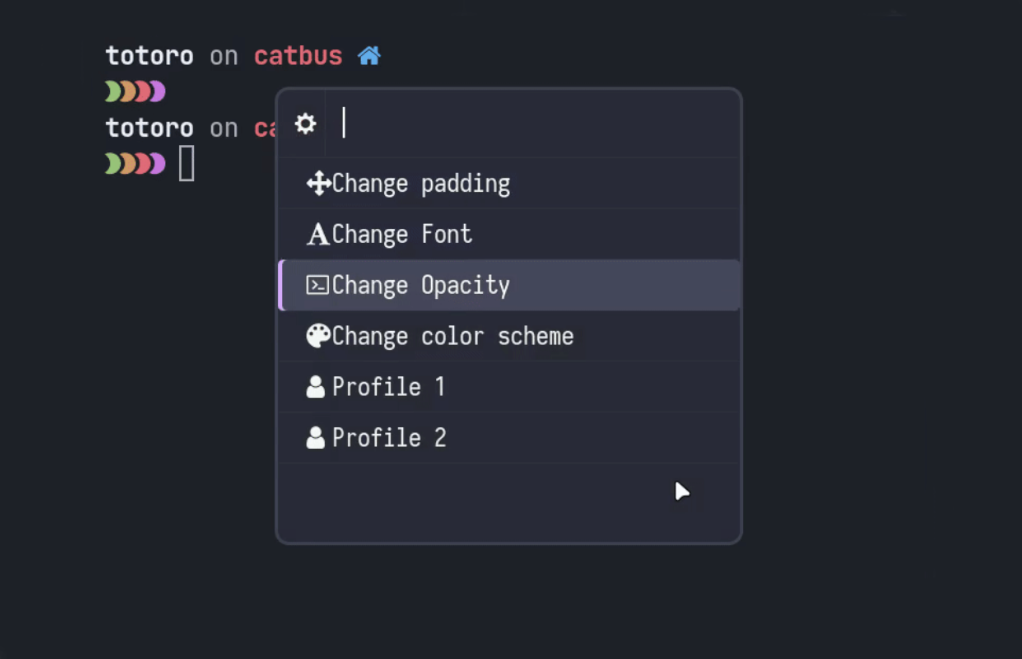 totoro on catbus
totoro on ca
Change padding
Change Font
Change Opacity
Change color scheme
Profile 1
Profile 2